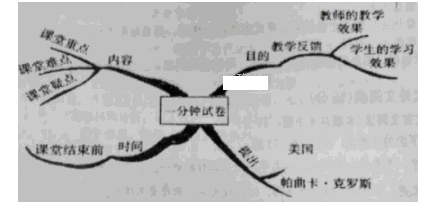 教师的教学
效果
课堂重点
课堂难点
课堂疑点
内容
目的
教学反馈
学生的学习
效果
一分钟试卷
课堂结束前
时间
提出
美国
帕曲卡·克罗斯